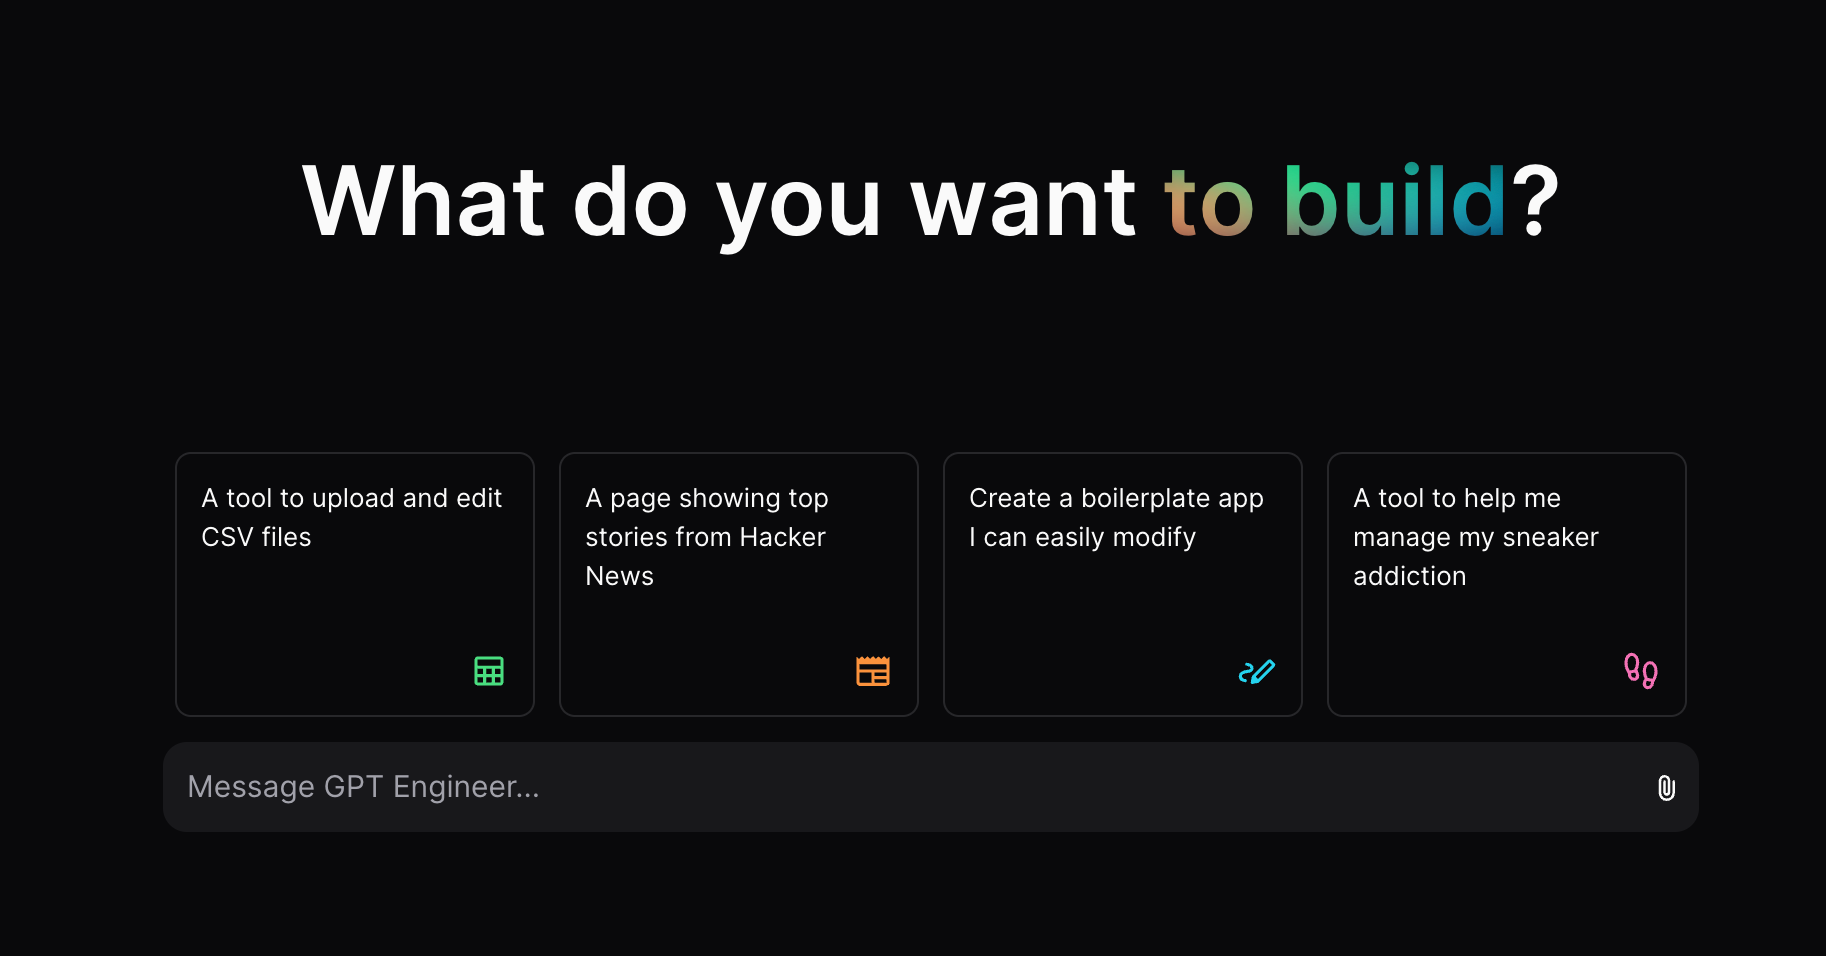 What do you want to build?
A tool to upload and edit
CSV files
A page showing top
stories from Hacker
News
Create a boilerplate app
I can easily modify
A tool to help me
manage my sneaker
addiction
Message GPT Engineer...